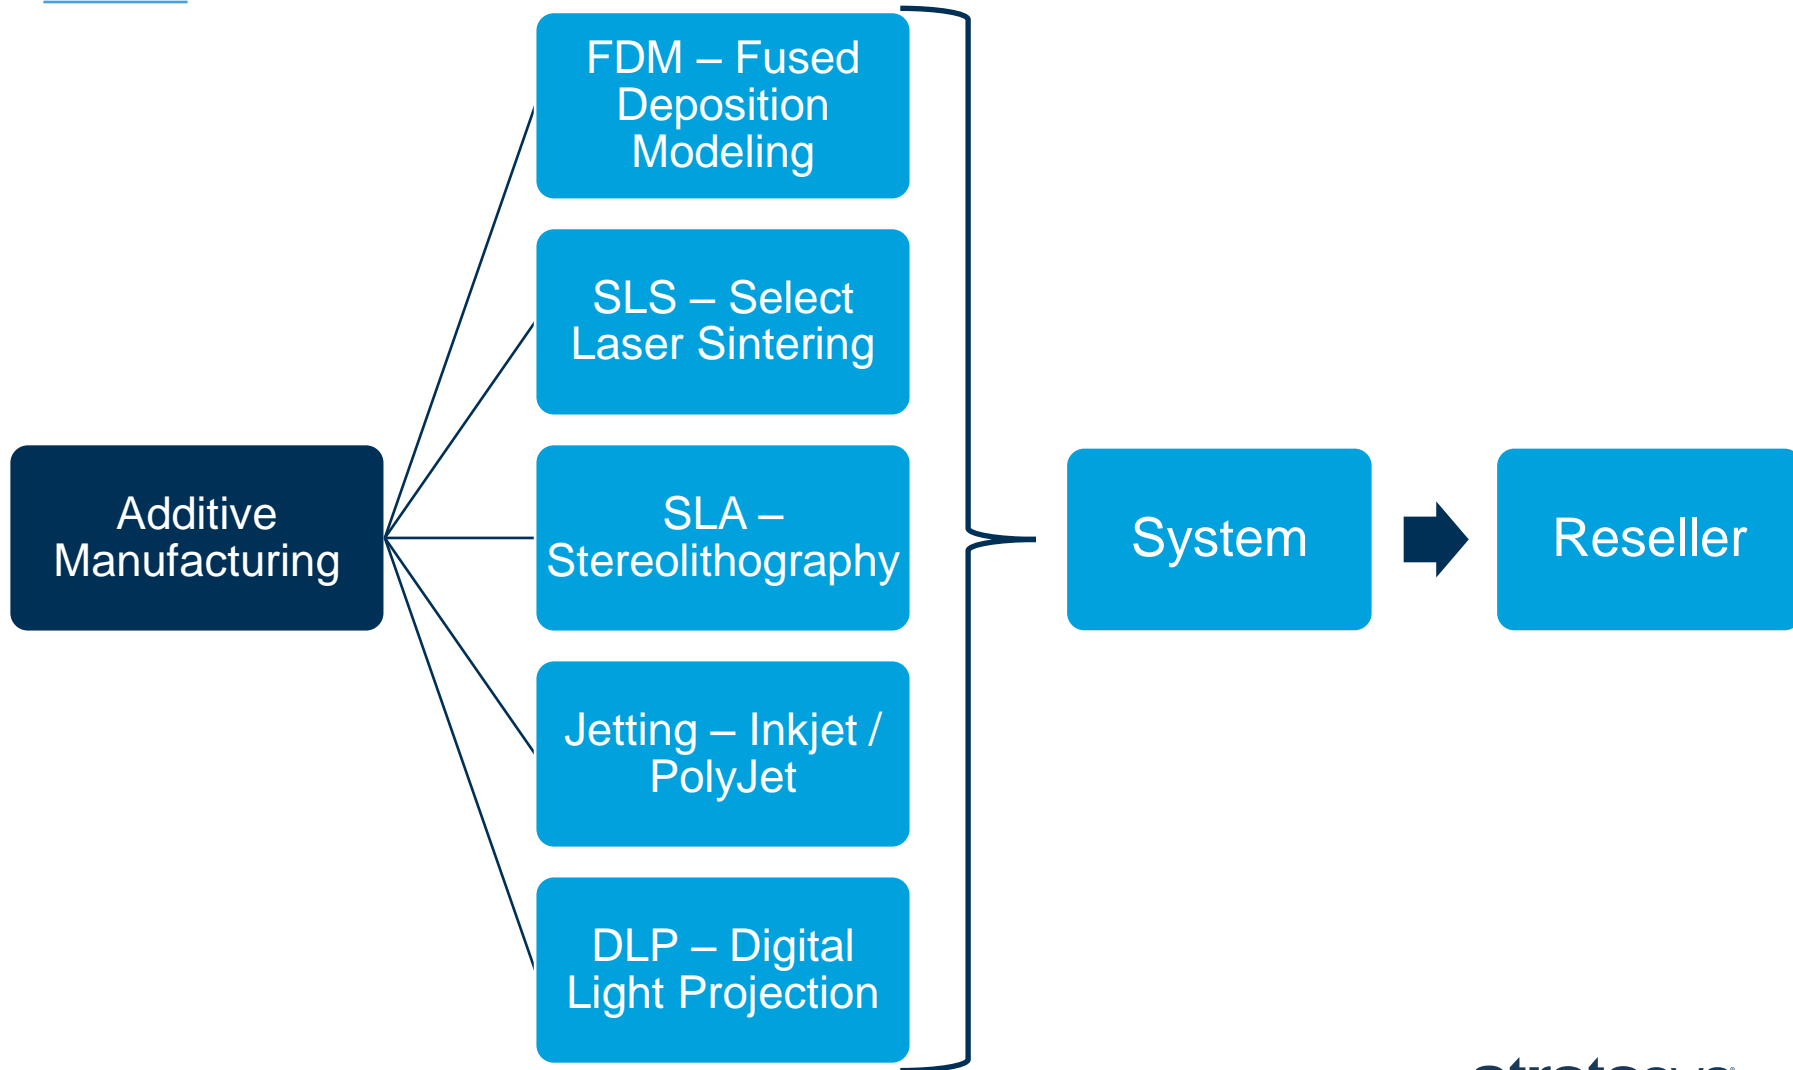 FDM – Fused
Deposition
Modeling
SLS – Select
Laser Sintering
Additive
Manufacturing
SLA –
Stereolithography
System
Reseller
Jetting – Inkjet /
PolyJet
DLP – Digital
Light Projection